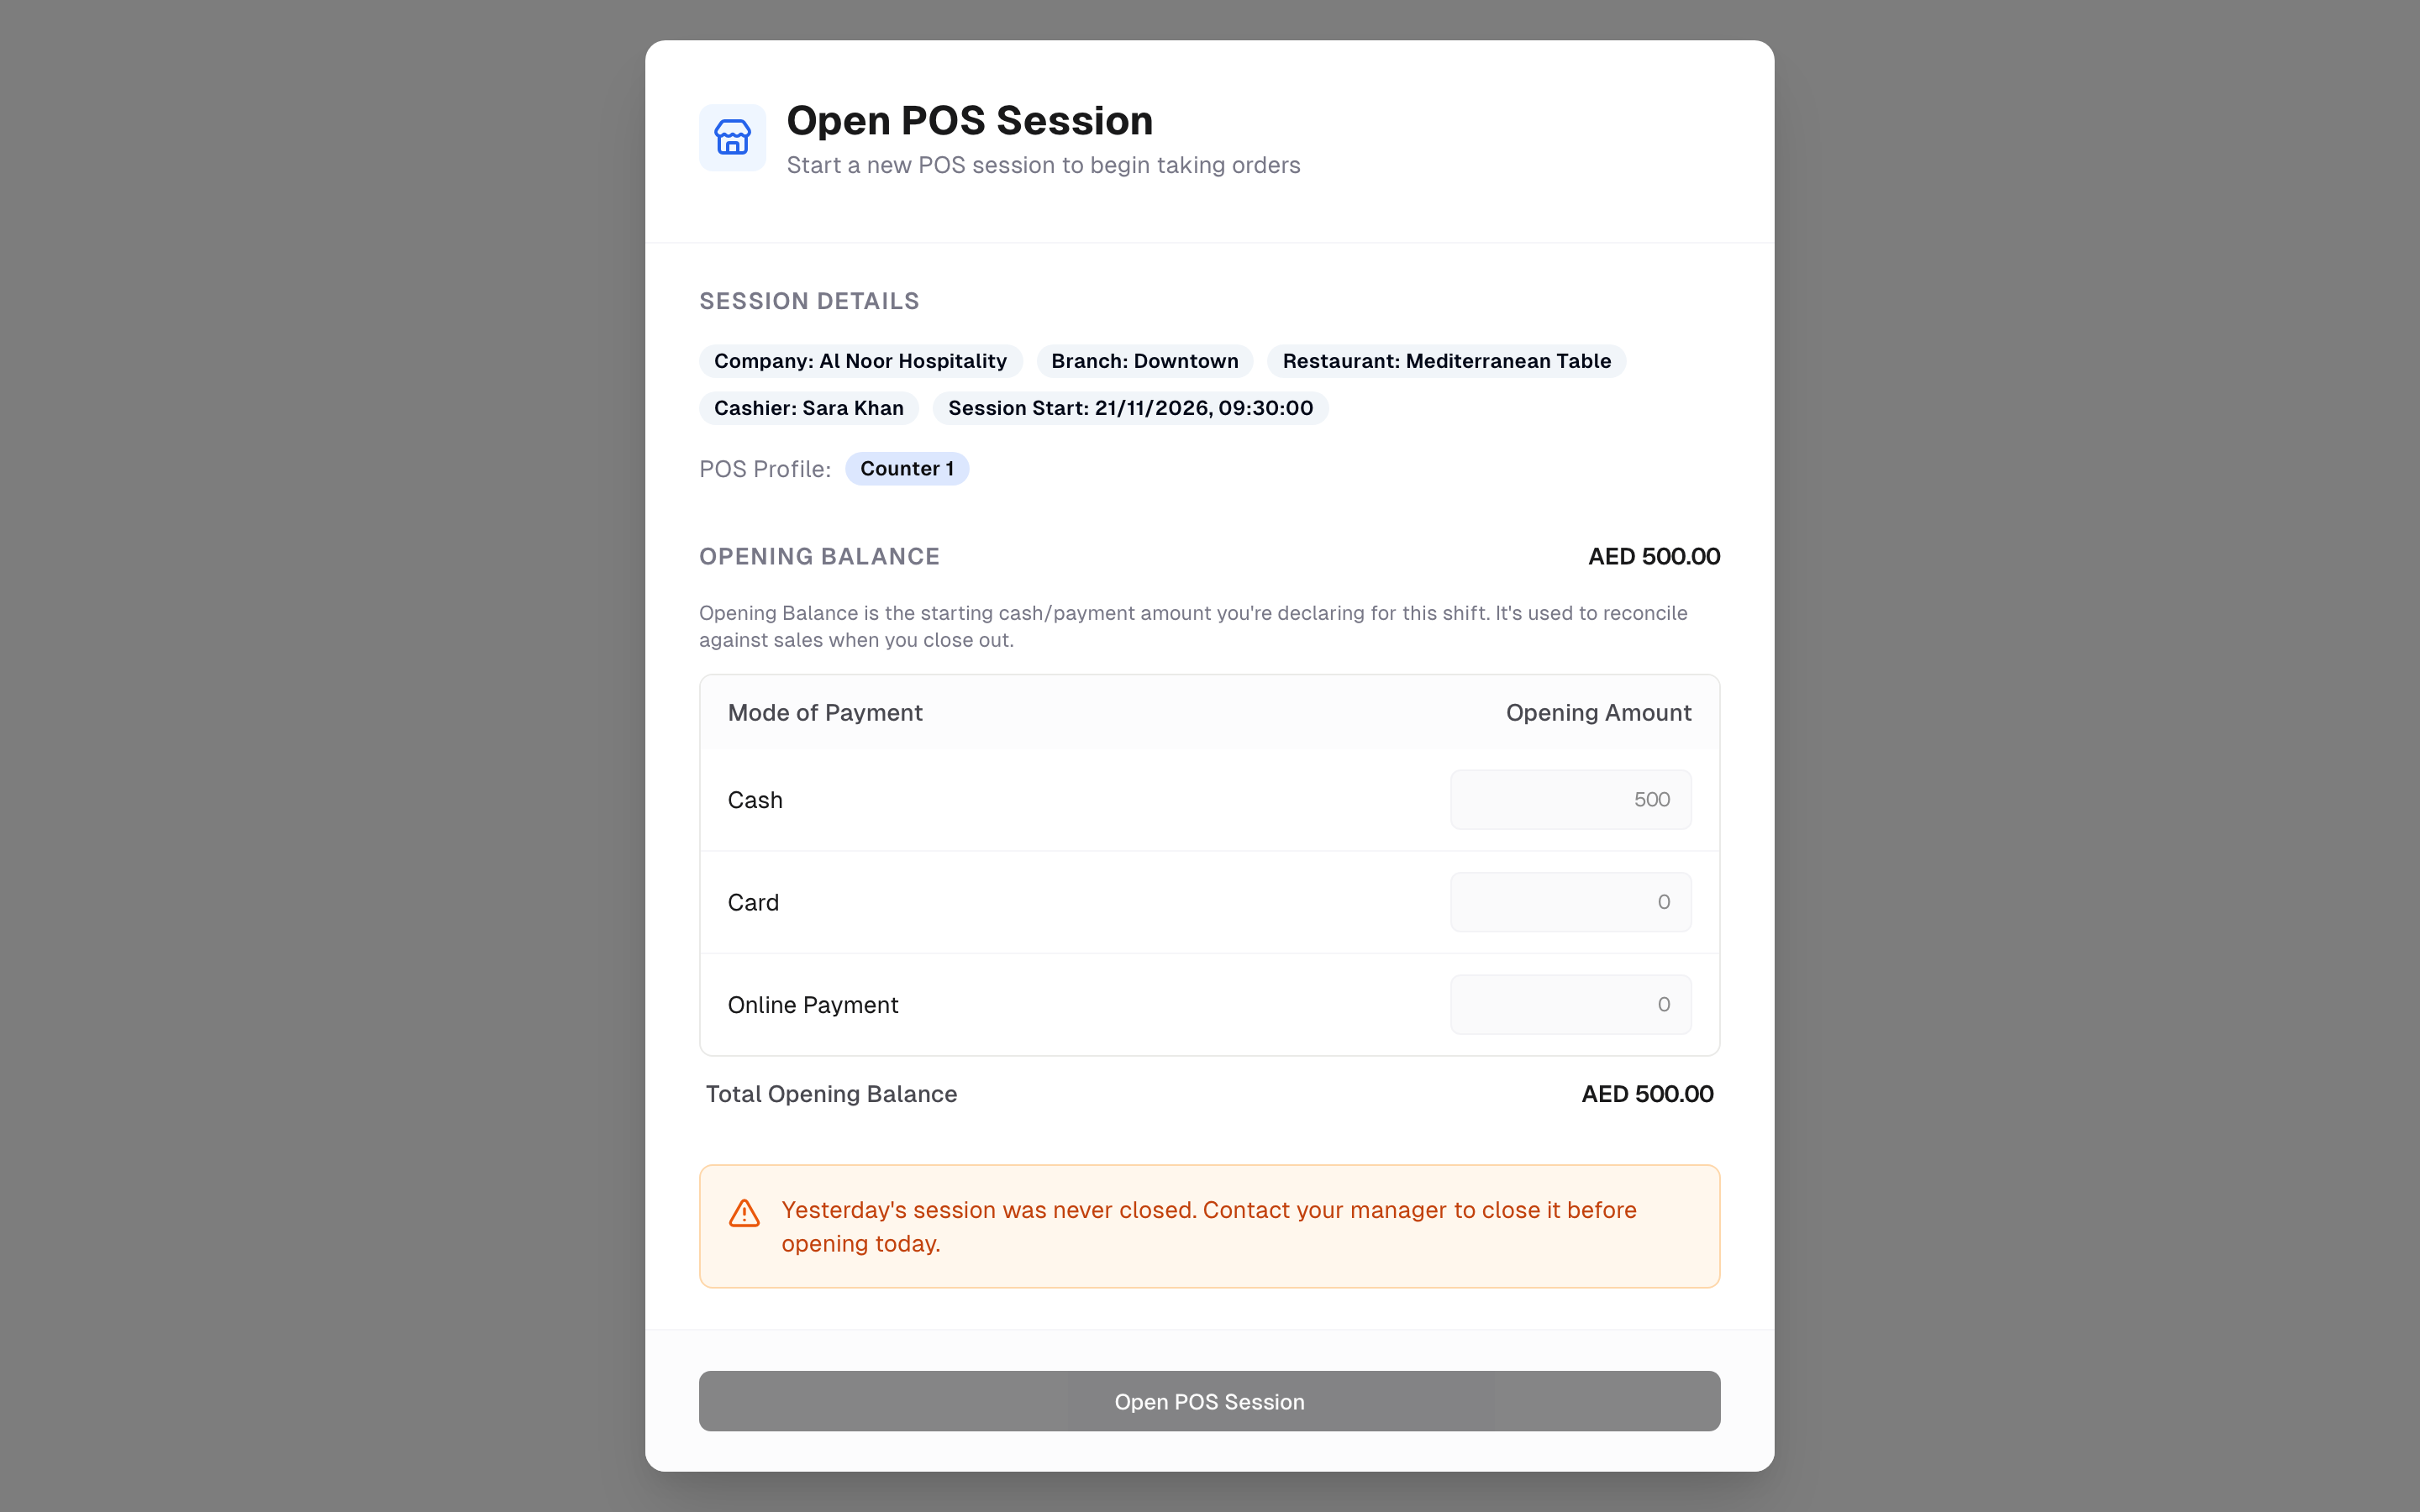 Open POS Session
Start a new POS session to begin taking orders
SESSION DETAILS
Company: Al Noor Hospitality Branch: Downtown Restaurant: Mediterranean Table
Cashier: Sara Khan Session Start: 21/11/2026, 09:30:00
POS Profile: Counter 1
OPENING BALANCE AED 500.00
Opening Balance is the starting cash/payment amount you're declaring for this shift. It's used to reconcile
against sales when you close out.
Mode of Payment Opening Amount
Cash 500
Card 0
Online Payment 0
Total Opening Balance AED 500.00
Yesterday's session was never closed. Contact your manager to close it before
opening today.
Open POS Session